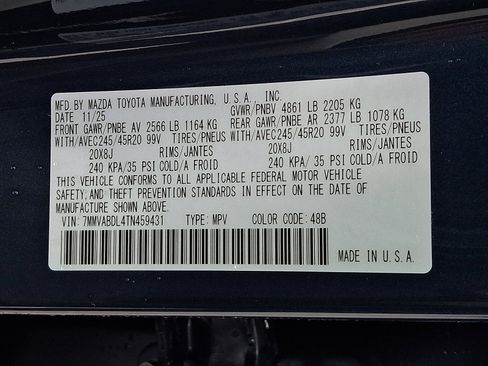 MFD. BY MAZDA TOYOTA MANUFACTURING, U.S.A. INC.
DATE 11/25 GVWR/PNBV 4861 LB 2205 KG
FRONT GAWR/PNBE AV 2566 LB 1164 KG REAR GAWR/PNBE AR 2377 LB 1078 KG
WITH/AVEC245/45R20 99V TIRES/PNEUS WITH/AVEC245/45R20 99V TIRES/PNEUS
20X8J RIMS/JANTES 20X8J RIMS/JANTES
240 KPA/35 PSI COLD/A FROID 240 KPA/35 PSI COLD/A FROID
THIS VEHICLE CONFORMS TO ALL APPLICABLE FEDERAL MOTOR VEHICLE
SAFETY, AND THEFT PREVENTION STANDARDS IN EFFECT ON THE DATE OF
MANUFACTURE SHOWN ABOVE.
VIN: 7MMVABDL4TN459431 TYPE: MPV COLOR CODE: 48B
MADE IN U.S.A.